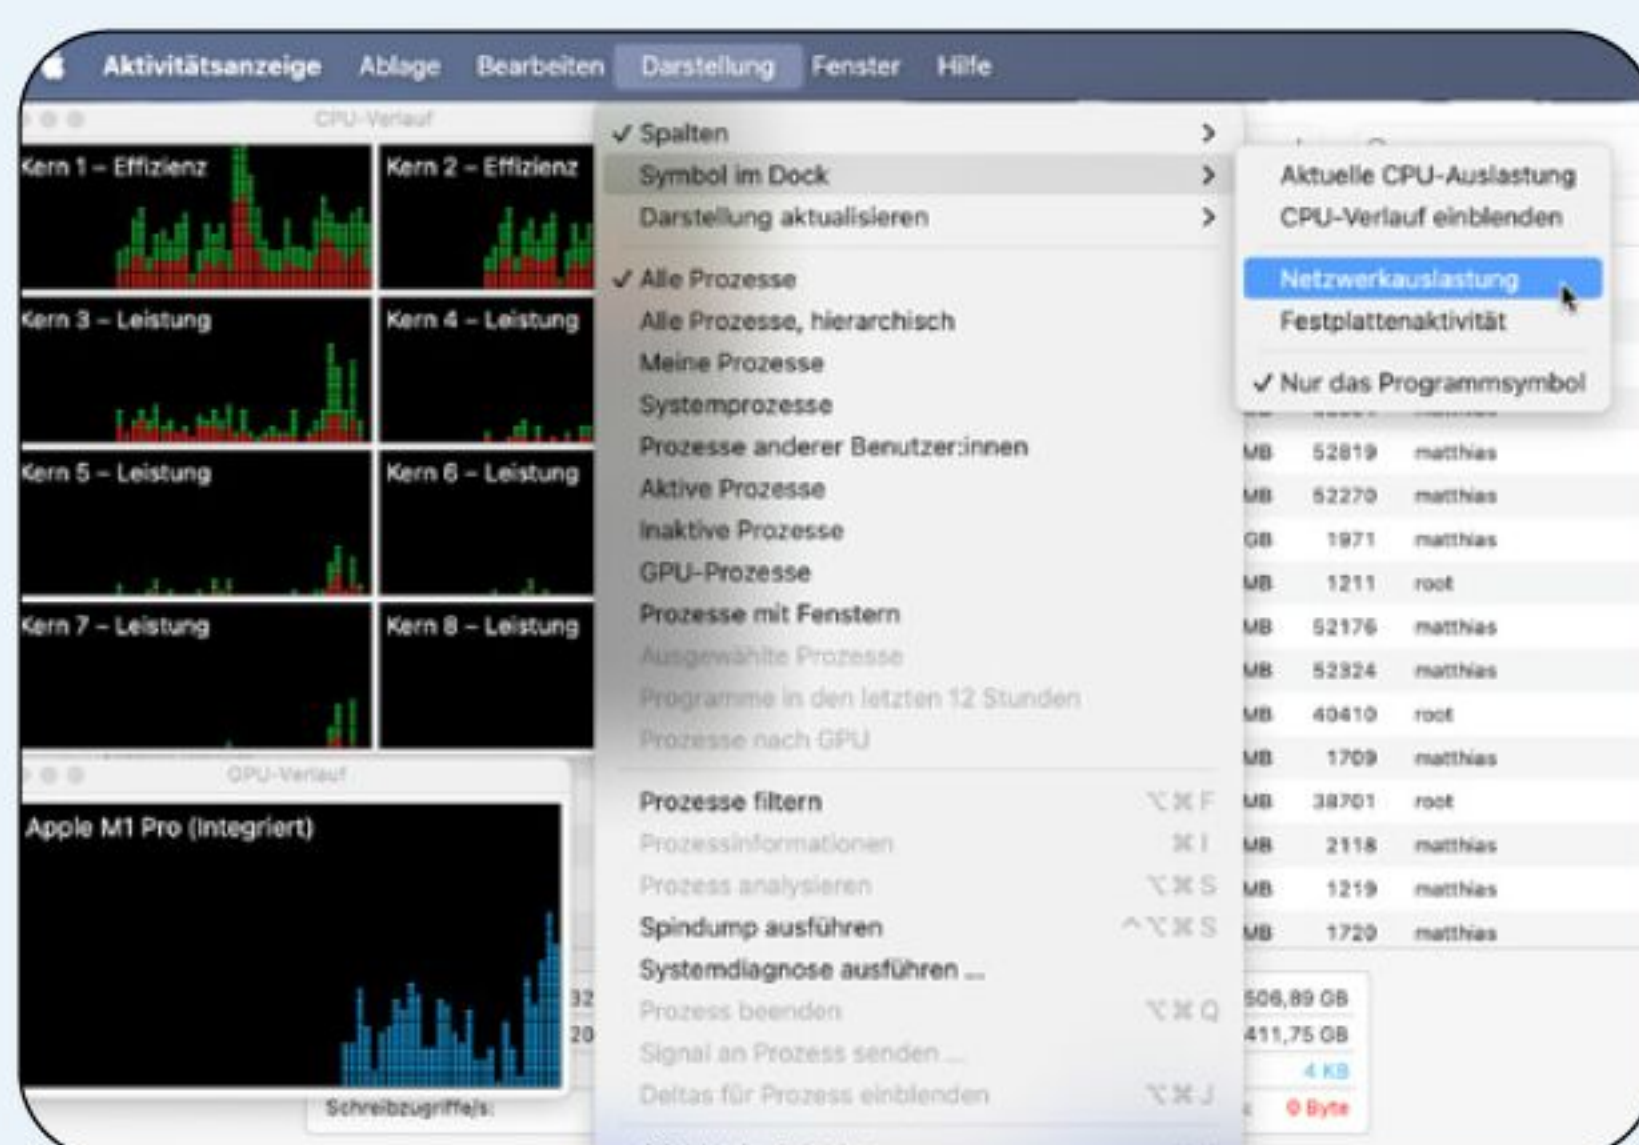 Aktivitätsanzeige Ablage Bearbeiten Darstellung Fenster Hilfe
CPU-Verlauf
Kern 1 – Effizienz
Kern 2 – Effizienz
Kern 3 – Leistung
Kern 4 – Leistung
Kern 5 – Leistung
Kern 6 – Leistung
Kern 7 – Leistung
Kern 8 – Leistung
GPU-Verlauf
Apple M1 Pro (Integriert)
Schreibzugriffe/s:
32
20
✓ Spalten >
Symbol im Dock >
Darstellung aktualisieren >
✓ Alle Prozesse
Alle Prozesse, hierarchisch
Meine Prozesse
Systemprozesse
Prozesse anderer Benutzer:innen
Aktive Prozesse
Inaktive Prozesse
GPU-Prozesse
Prozesse mit Fenstern
Ausgewählte Prozesse
Programme in den letzten 12 Stunden
Prozesse nach GPU
Prozesse filtern ⌥⌘F
Prozessinformationen ⌘I
Prozess analysieren ⌥⌘S
Spindump ausführen ^⌥⌘S
Systemdiagnose ausführen ...
Prozess beenden ⌥⌘Q
Signal an Prozess senden ...
Deltas für Prozess einblenden ⌥⌘J
Aktuelle CPU-Auslastung
CPU-Verlauf einblenden
Netzwerkauslastung
Festplattenaktivität
✓ Nur das Programmsymbol
MB 52819 matthias
MB 52270 matthias
GB 1971 matthias
MB 1211 root
MB 52176 matthias
MB 52324 matthias
MB 40410 root
MB 1709 matthias
MB 38701 root
MB 2118 matthias
MB 1219 matthias
MB 1720 matthias
506,89 GB
411,75 GB
4 KB
0 Byte